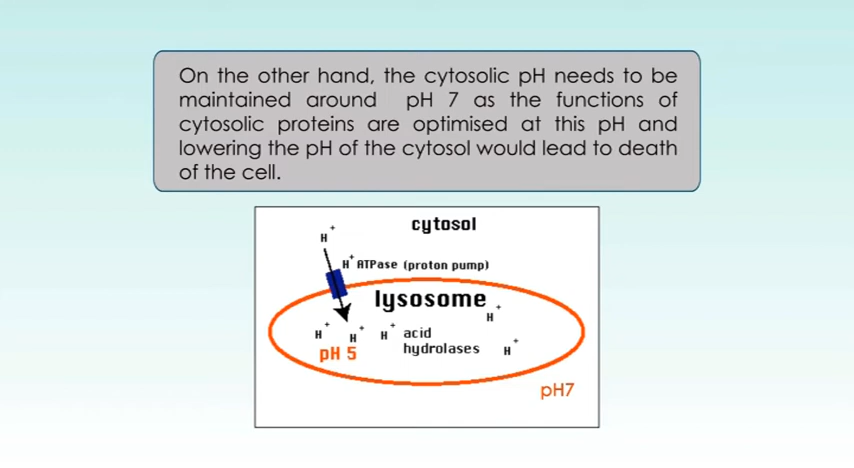 On the other hand, the cytosolic pH needs to be
maintained around pH 7 as the functions of
cytosolic proteins are optimised at this pH and
lowering the pH of the cytosol would lead to death
of the cell.
cytosol
H+
H+ ATPase (proton pump)
lysosome
H+
H+ H+ H+ acid
pH 5 hydrolases H+
pH7